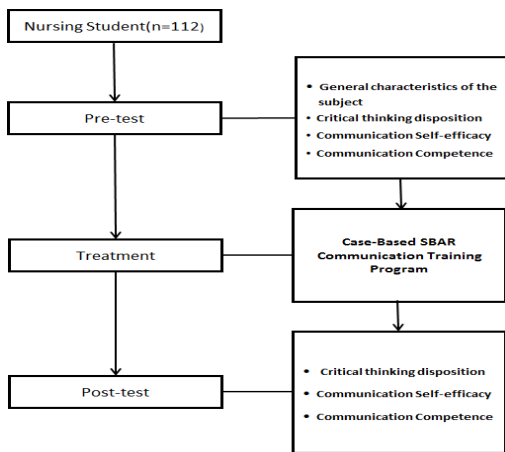 Nursing Student(n=112)
Pre-test
• General characteristics of the
subject
• Critical thinking disposition
• Communication Self-efficacy
• Communication Competence
Treatment
Case-Based SBAR
Communication Training
Program
Post-test
• Critical thinking disposition
• Communication Self-efficacy
• Communication Competence